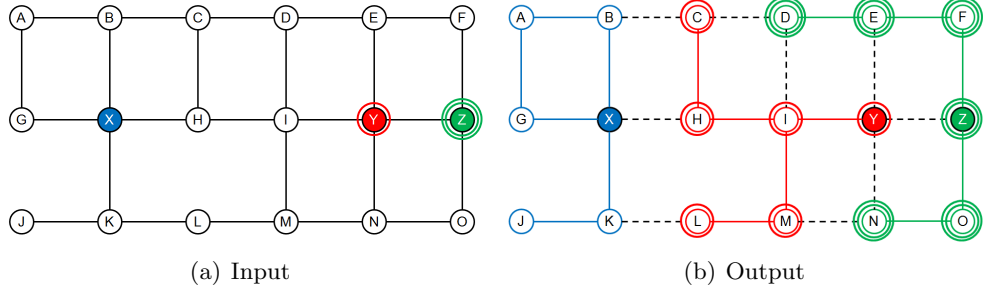 A B C D E F A B C D E F
G X H I Y Z G X H I Y Z
J K L M N O J K L M N O
(a) Input (b) Output